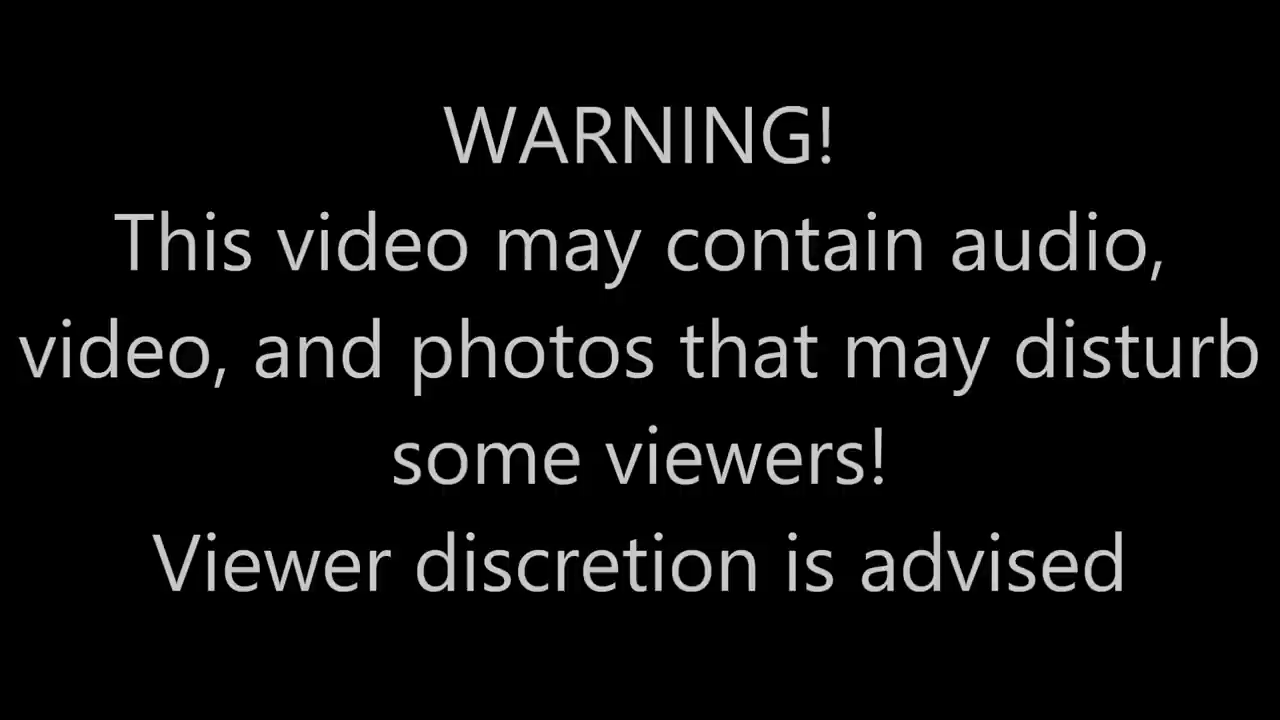 WARNING!
This video may contain audio,
video, and photos that may disturb
some viewers!
Viewer discretion is advised